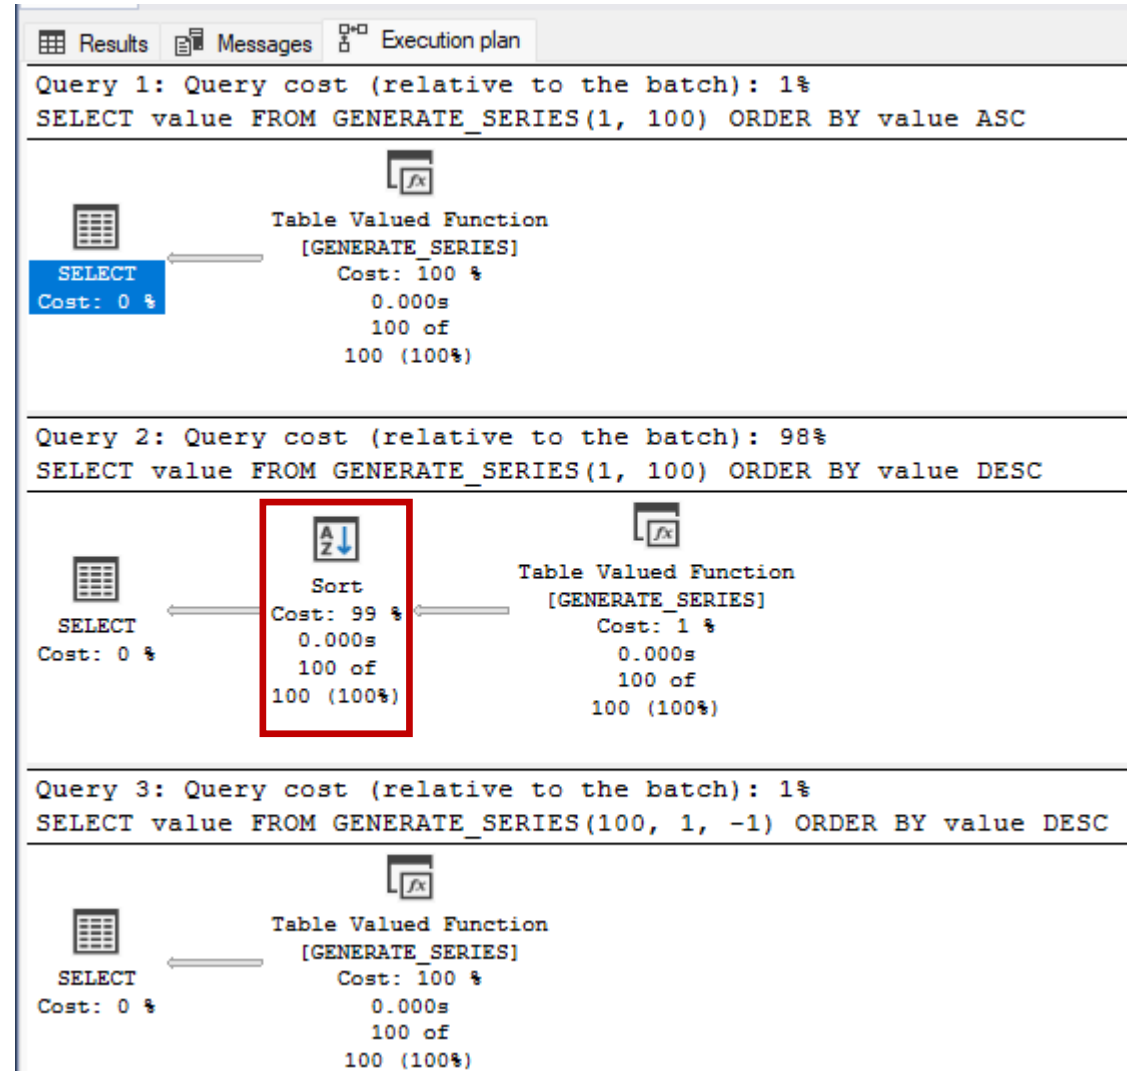 Results Messages Execution plan
Query 1: Query cost (relative to the batch): 1%
SELECT value FROM GENERATE_SERIES(1, 100) ORDER BY value ASC
fx
Table Valued Function
[GENERATE_SERIES]
Cost: 100 %
0.000s
100 of
100 (100%)
SELECT
Cost: 0 %
Query 2: Query cost (relative to the batch): 98%
SELECT value FROM GENERATE_SERIES(1, 100) ORDER BY value DESC
SELECT
Cost: 0 %
A
Z
Sort
Cost: 99 %
0.000s
100 of
100 (100%)
fx
Table Valued Function
[GENERATE_SERIES]
Cost: 1 %
0.000s
100 of
100 (100%)
Query 3: Query cost (relative to the batch): 1%
SELECT value FROM GENERATE_SERIES(100, 1, -1) ORDER BY value DESC
SELECT
Cost: 0 %
fx
Table Valued Function
[GENERATE_SERIES]
Cost: 100 %
0.000s
100 of
100 (100%)